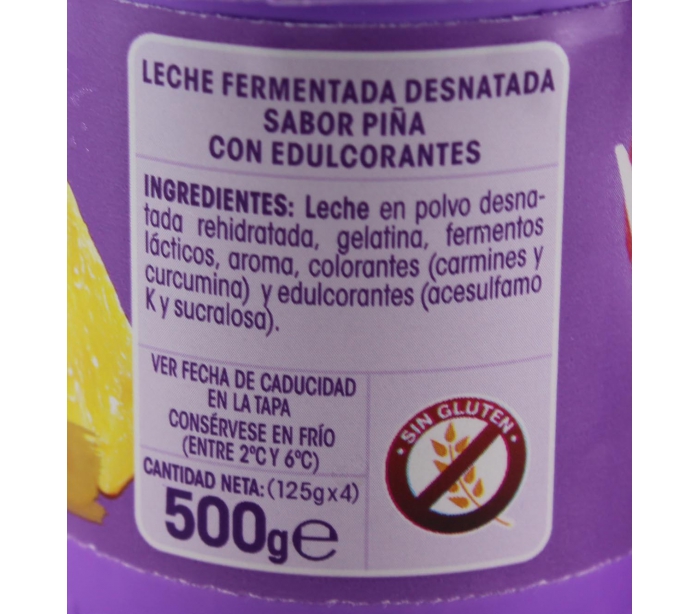 LECHE FERMENTADA DESNATADA
SABOR PIÑA
CON EDULCORANTES
INGREDIENTES: Leche en polvo desna-
tada rehidratada, gelatina, fermentos
lácticos, aroma, colorantes (carmines y
curcumina) y edulcorantes (acesulfamo
K y sucralosa).
VER FECHA DE CADUCIDAD
EN LA TAPA
CONSÉRVESE EN FRÍO
(ENTRE 2ºC Y 6ºC)
CANTIDAD NETA: (125gx4)
500g e
• SIN GLUTEN •